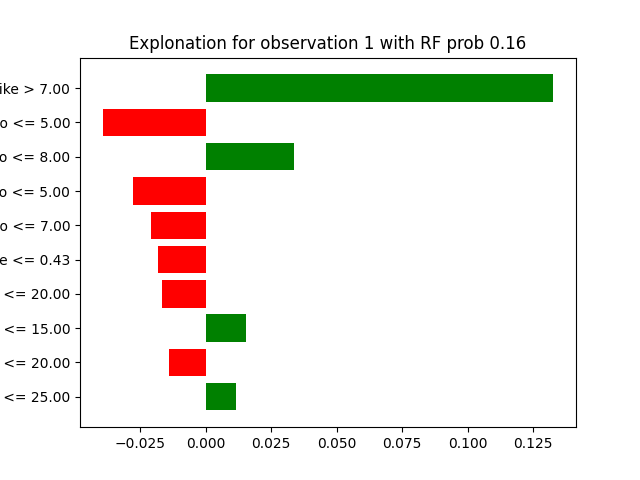 Explonation for observation 1 with RF prob 0.16
ike > 7.00
o <= 5.00
o <= 8.00
o <= 5.00
o <= 7.00
e <= 0.43
<= 20.00
<= 15.00
<= 20.00
<= 25.00
−0.025 0.000 0.025 0.050 0.075 0.100 0.125